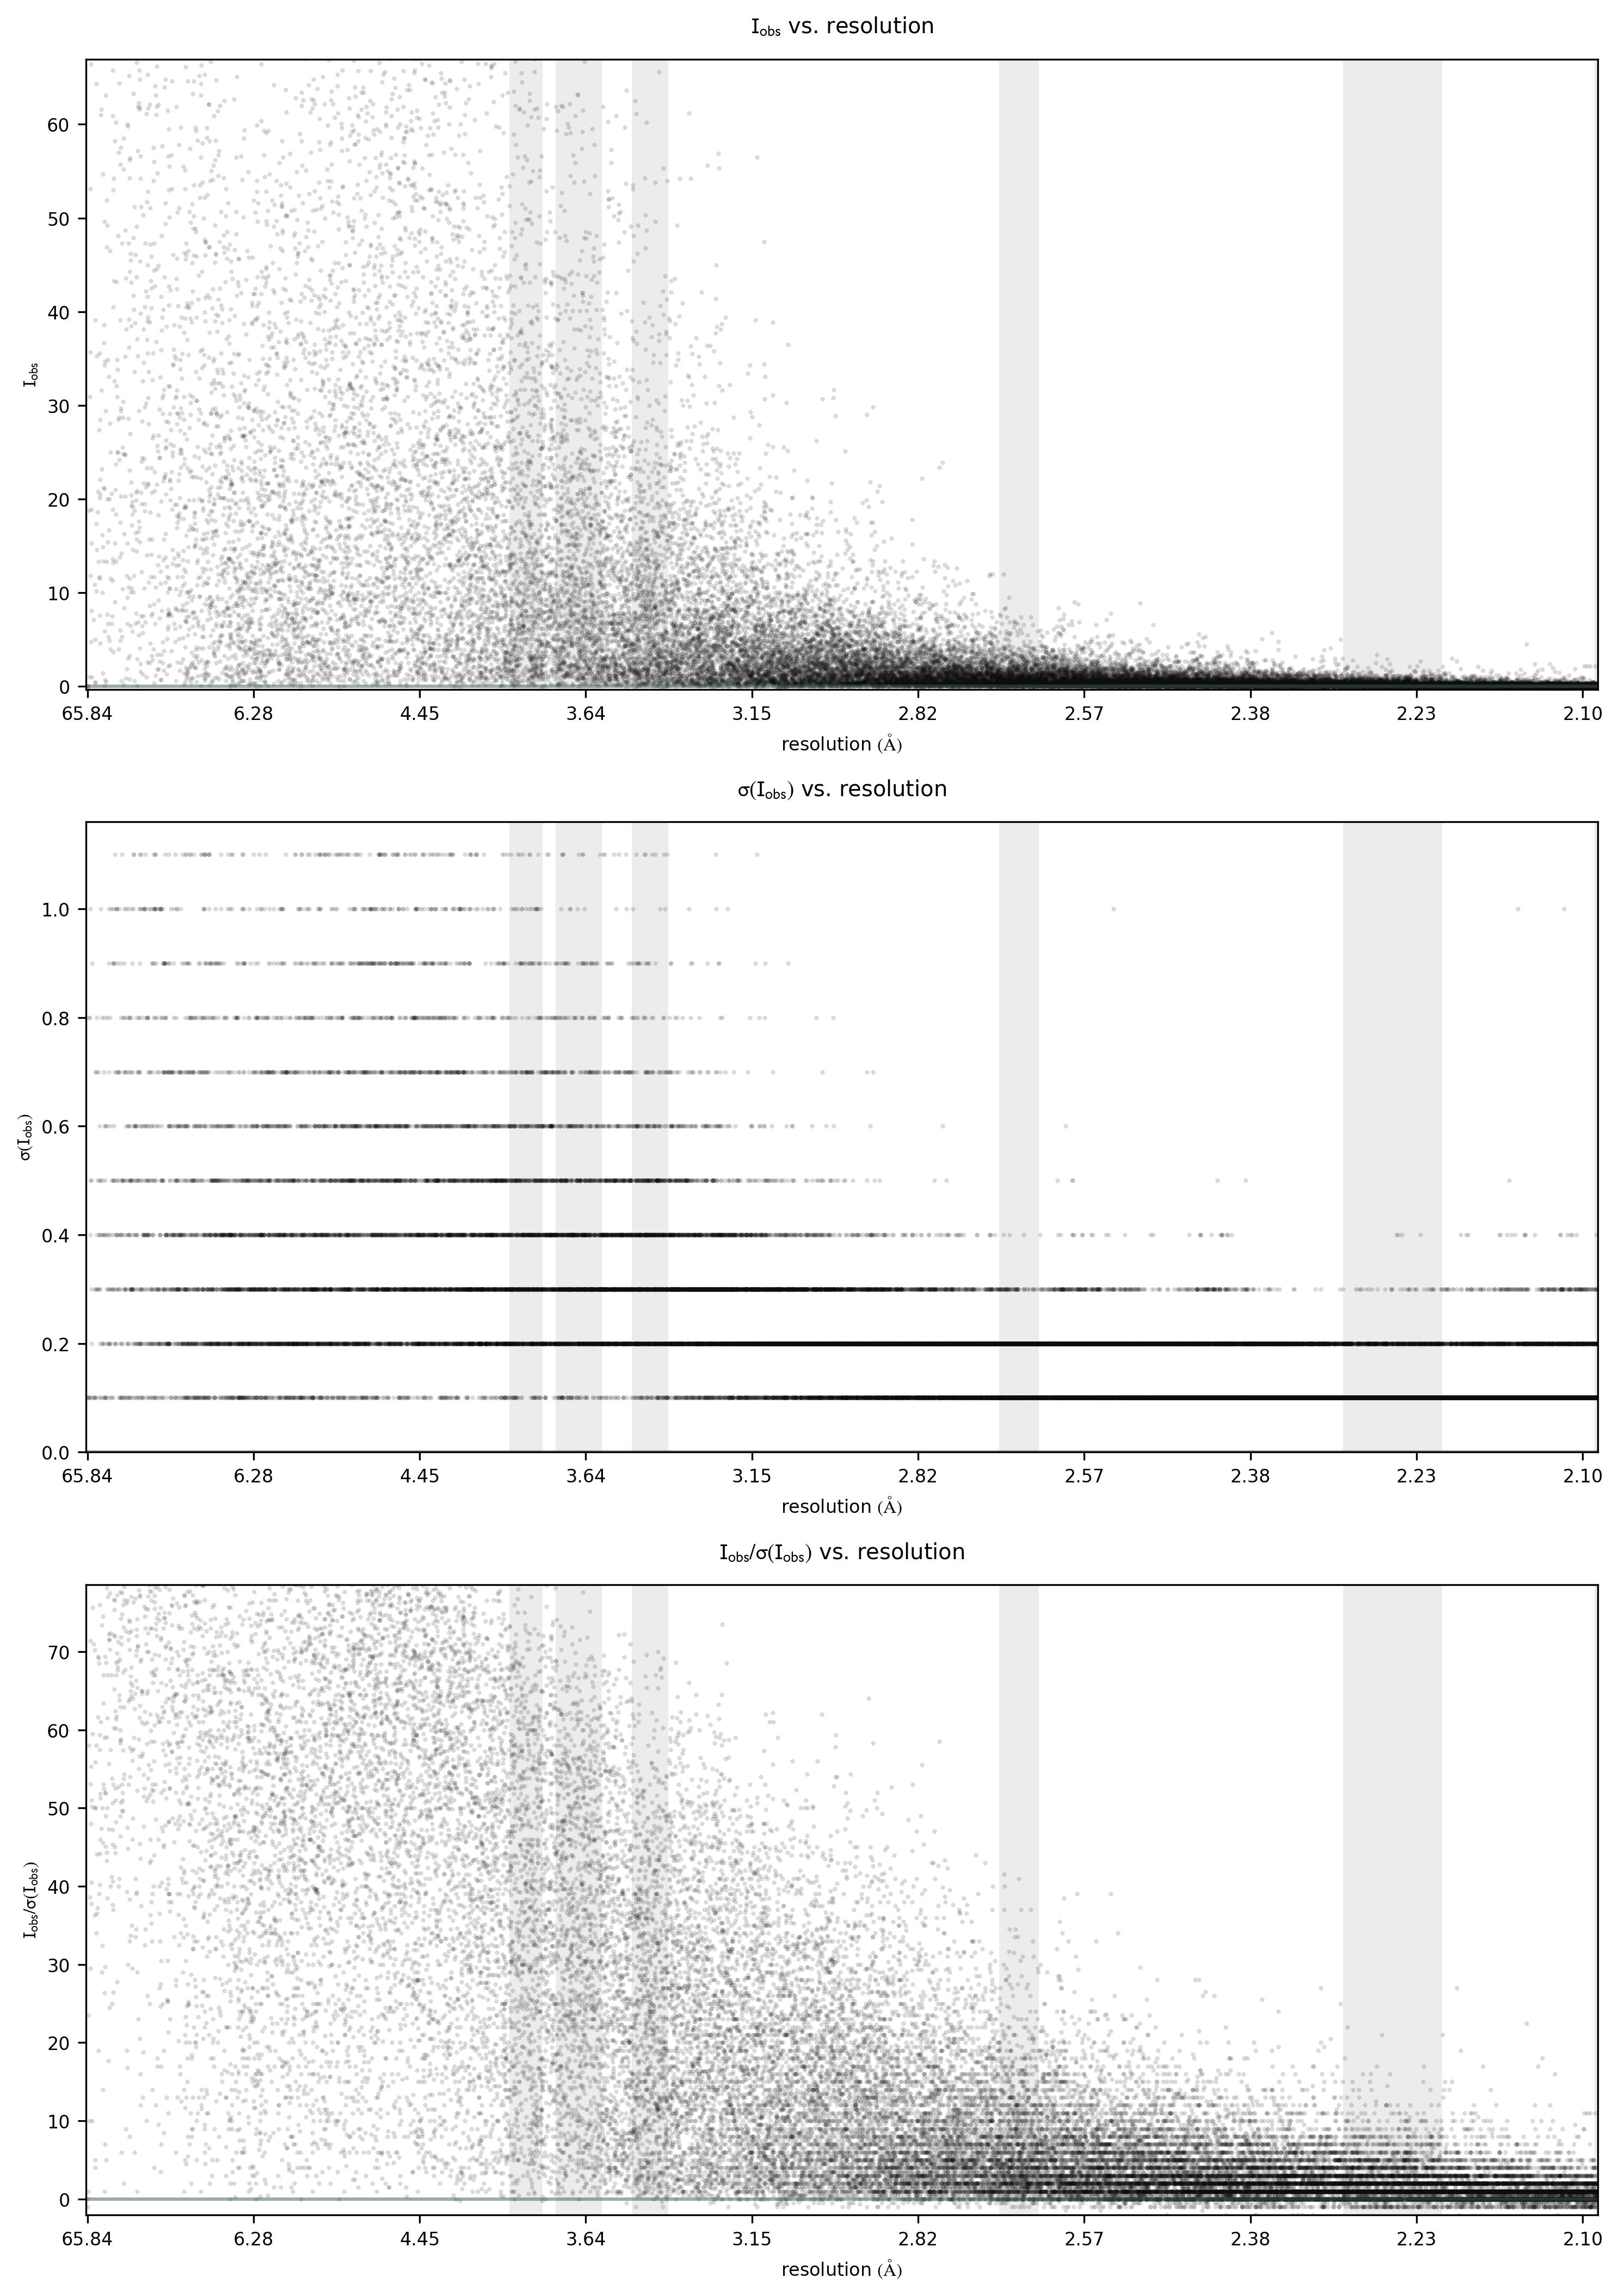 Iobs vs. resolution
60
50
40
30
20
10
0
Iobs
65.84 6.28 4.45 3.64 3.15 2.82 2.57 2.38 2.23 2.10
resolution (Å)
σ(Iobs) vs. resolution
1.0
0.8
0.6
0.4
0.2
0.0
σ(Iobs)
65.84 6.28 4.45 3.64 3.15 2.82 2.57 2.38 2.23 2.10
resolution (Å)
Iobs/σ(Iobs) vs. resolution
70
60
50
40
30
20
10
0
Iobs/σ(Iobs)
65.84 6.28 4.45 3.64 3.15 2.82 2.57 2.38 2.23 2.10
resolution (Å)